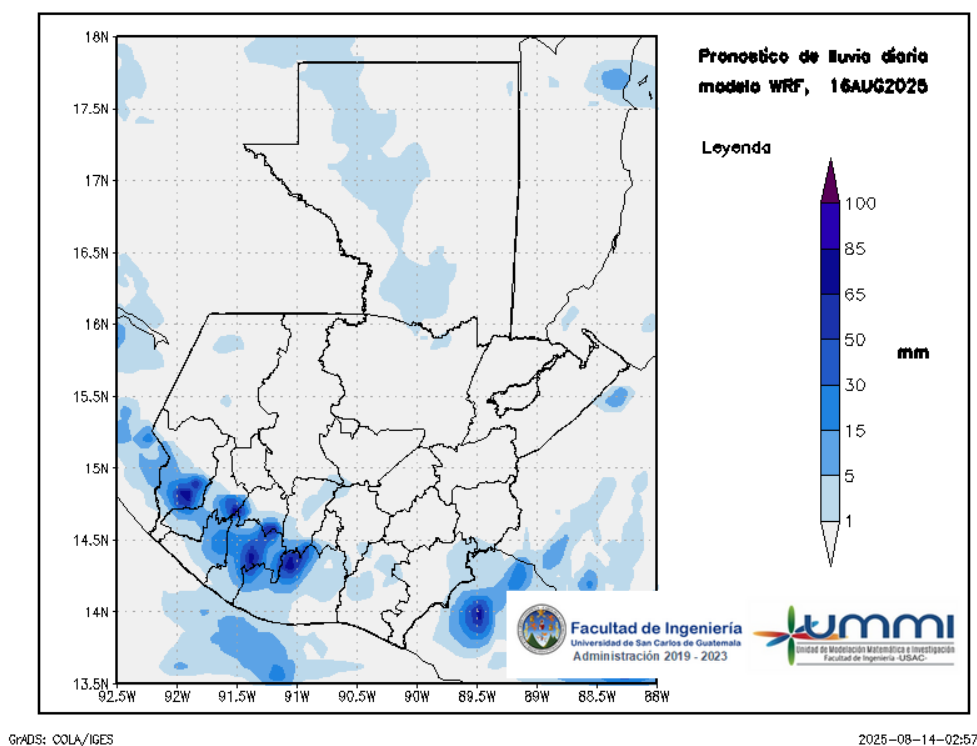 Pronostico de lluvia diaria
modelo WRF, 16AUG2025
Leyenda
100
85
65
50
30
15
5
1
mm
18N
17.5N
17N
16.5N
16N
15.5N
15N
14.5N
14N
13.5N
92.5W
92W
91.5W
91W
90.5W
90W
89.5W
89W
88.5W
88W
Facultad de Ingeniería
Universidad de San Carlos de Guatemala
Administración 2019 - 2023
ummi
Unidad de Modelación Matemática e Investigación
Facultad de Ingeniería -USAC-
GrADS: COLA/IGES
2025-08-14-02:57